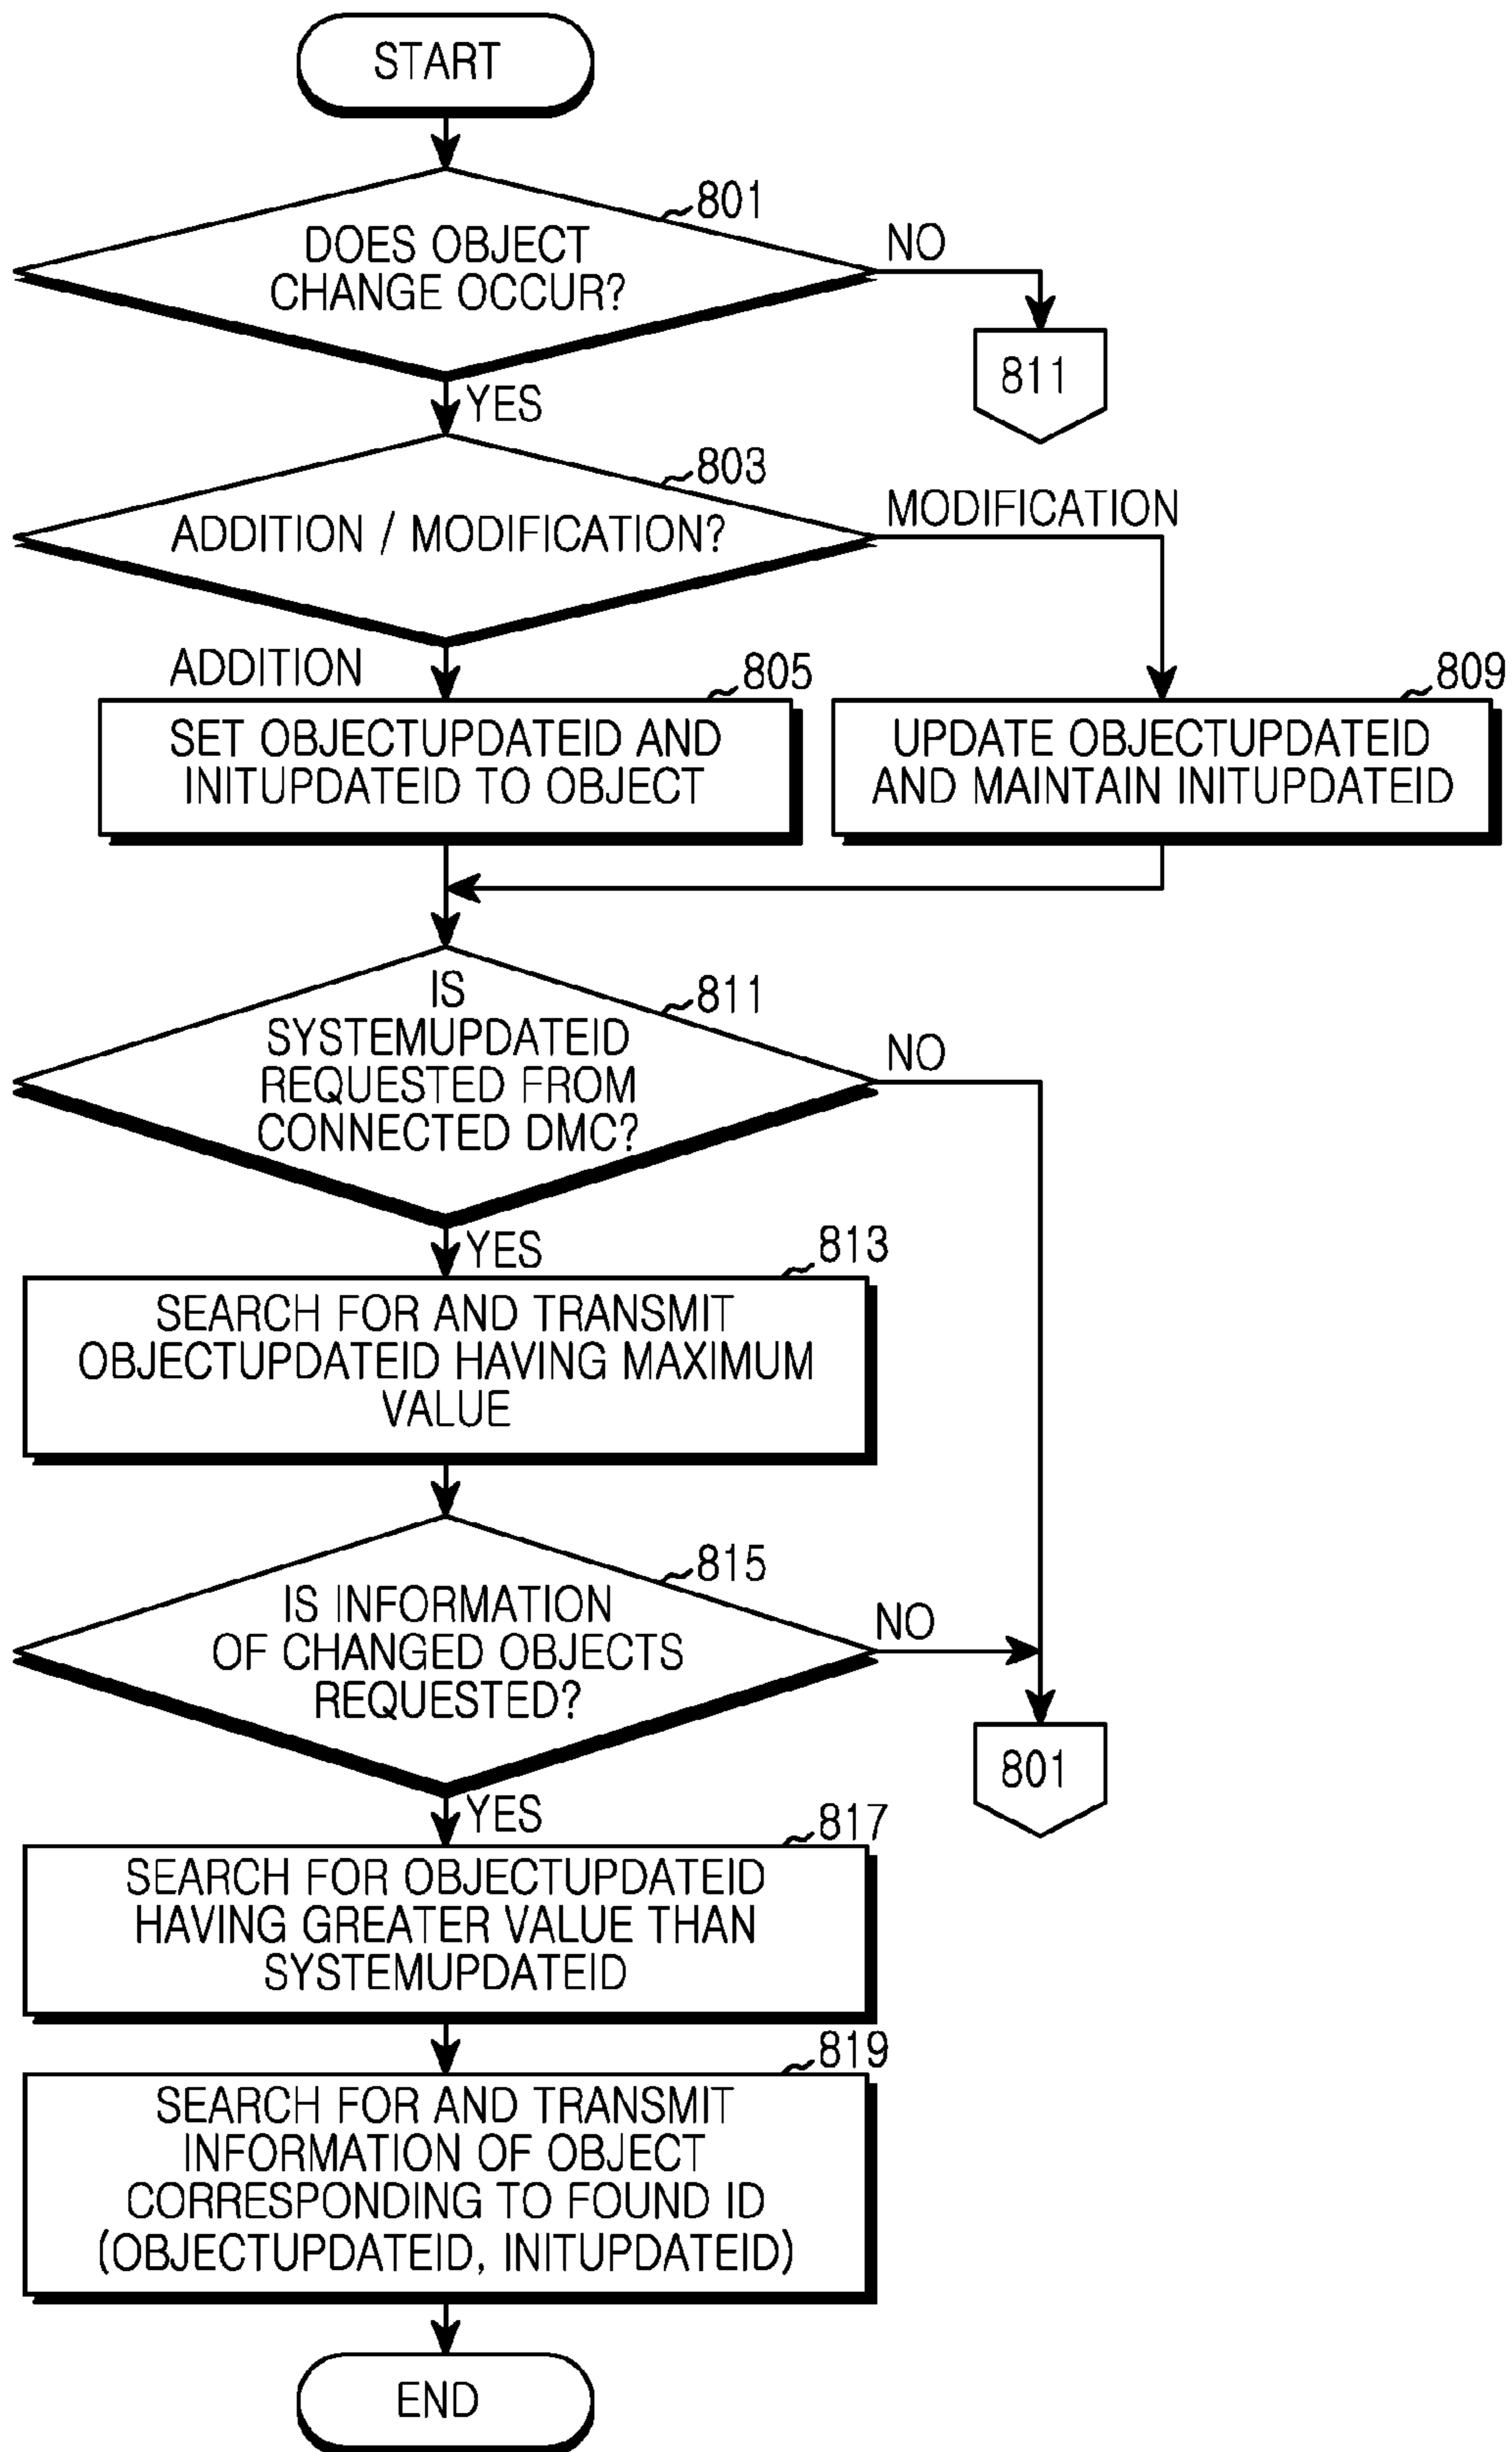 START
801
DOES OBJECT
CHANGE OCCUR?
NO
811
YES
803
ADDITION / MODIFICATION?
MODIFICATION
ADDITION
805
SET OBJECTUPDATEID AND
INITUPDATEID TO OBJECT
809
UPDATE OBJECTUPDATEID
AND MAINTAIN INITUPDATEID
811
IS
SYSTEMUPDATEID
REQUESTED FROM
CONNECTED DMC?
NO
YES
813
SEARCH FOR AND TRANSMIT
OBJECTUPDATEID HAVING MAXIMUM
VALUE
815
IS INFORMATION
OF CHANGED OBJECTS
REQUESTED?
NO
801
YES
817
SEARCH FOR OBJECTUPDATEID
HAVING GREATER VALUE THAN
SYSTEMUPDATEID
819
SEARCH FOR AND TRANSMIT
INFORMATION OF OBJECT
CORRESPONDING TO FOUND ID
(OBJECTUPDATEID, INITUPDATEID)
END